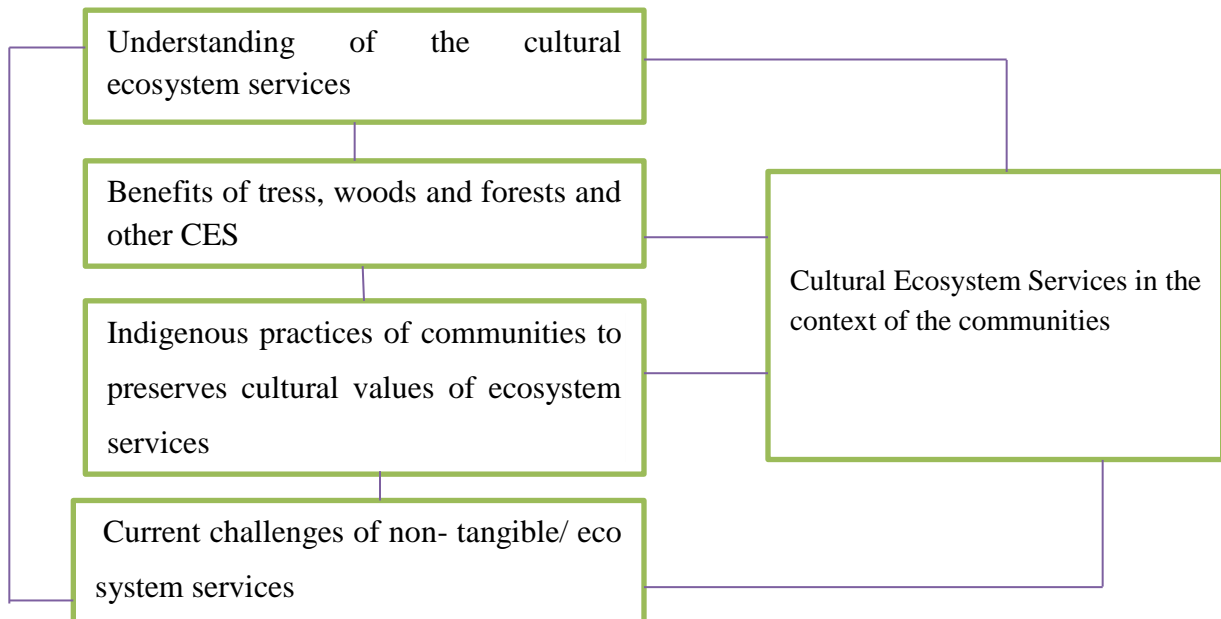 Understanding of the cultural
ecosystem services
Benefits of tress, woods and forests and
other CES
Indigenous practices of communities to
preserves cultural values of ecosystem
services
Current challenges of non- tangible/ eco
system services
Cultural Ecosystem Services in the
context of the communities